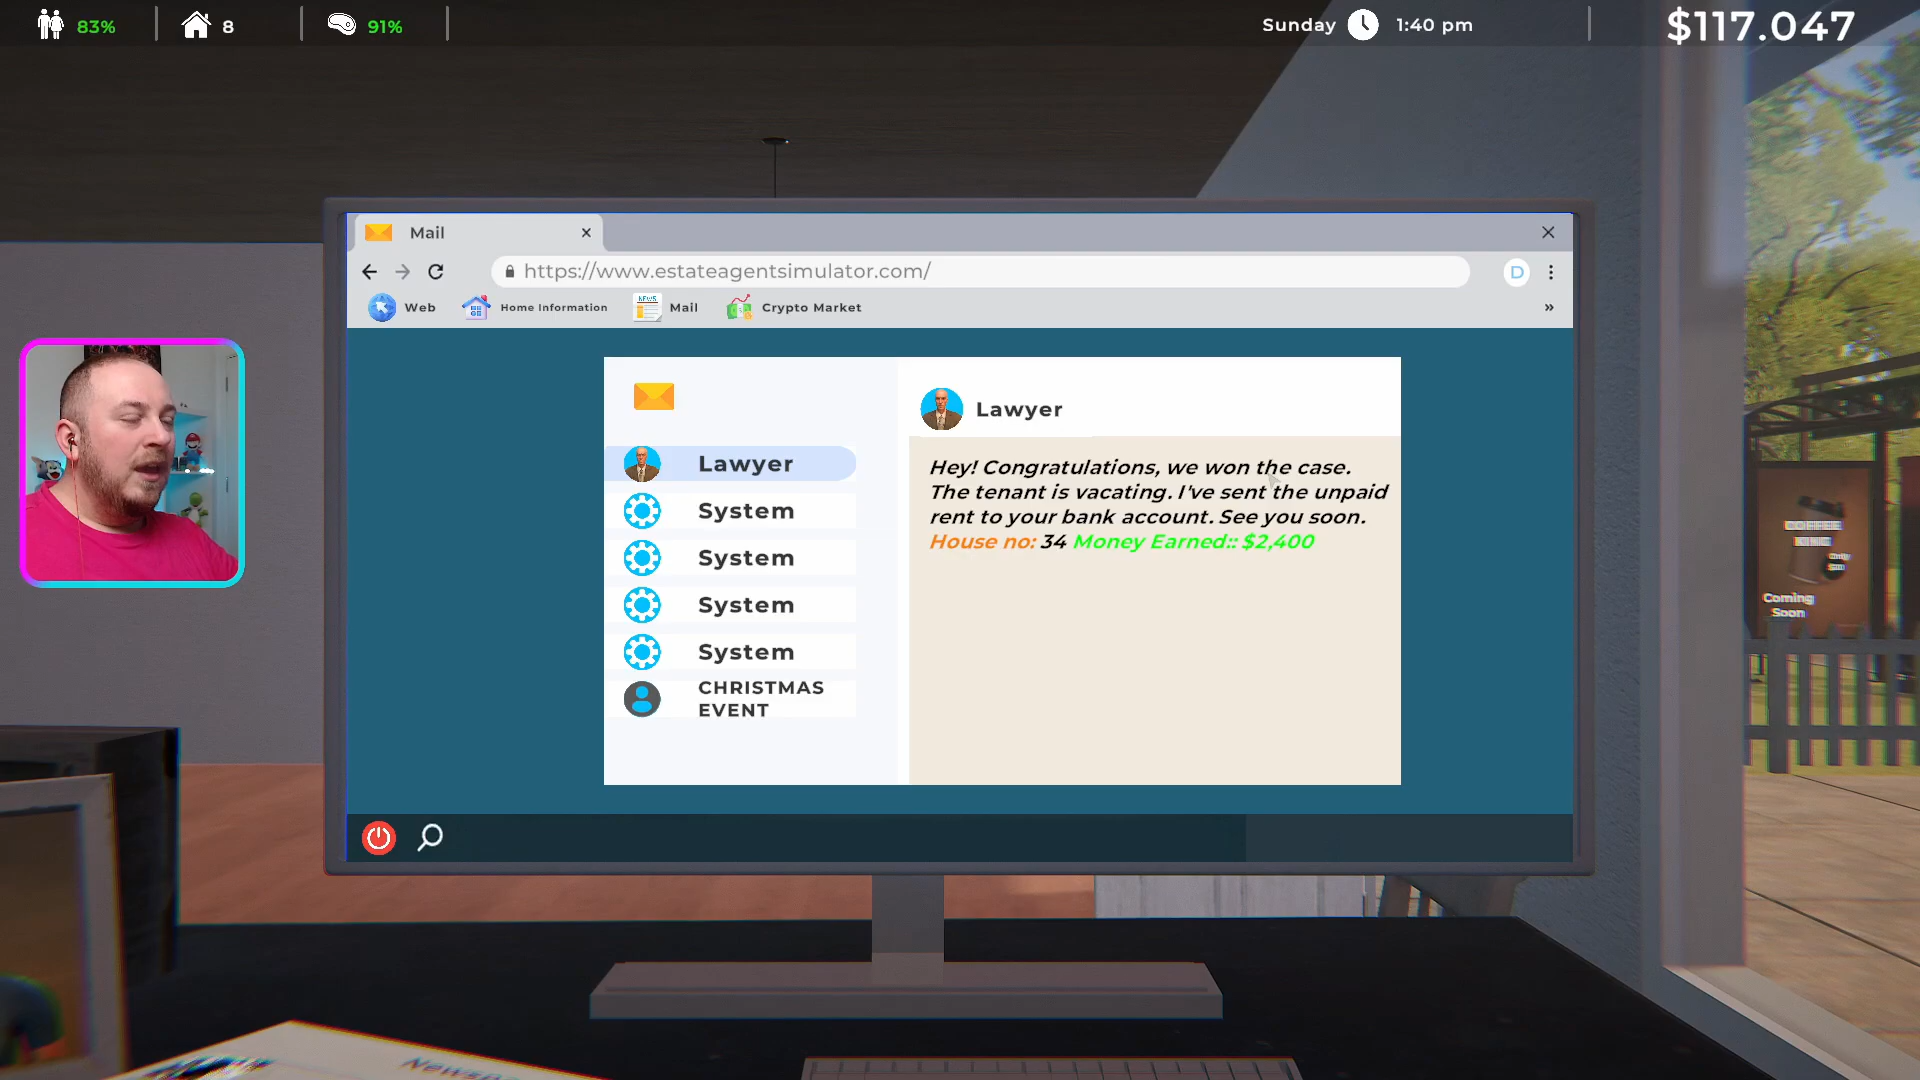 83%
8
91%
Sunday 1:40 pm
$117.047
Mail
https://www.estateagentsimulator.com/
D
Web
Home Information
NEWS
Mail
Crypto Market
Lawyer
System
System
System
System
CHRISTMAS
EVENT
Lawyer
Hey! Congratulations, we won the case.
The tenant is vacating. I've sent the unpaid
rent to your bank account. See you soon.
House no: 34 Money Earned:: $2,400
COFFEE
KING
Coming
Soon